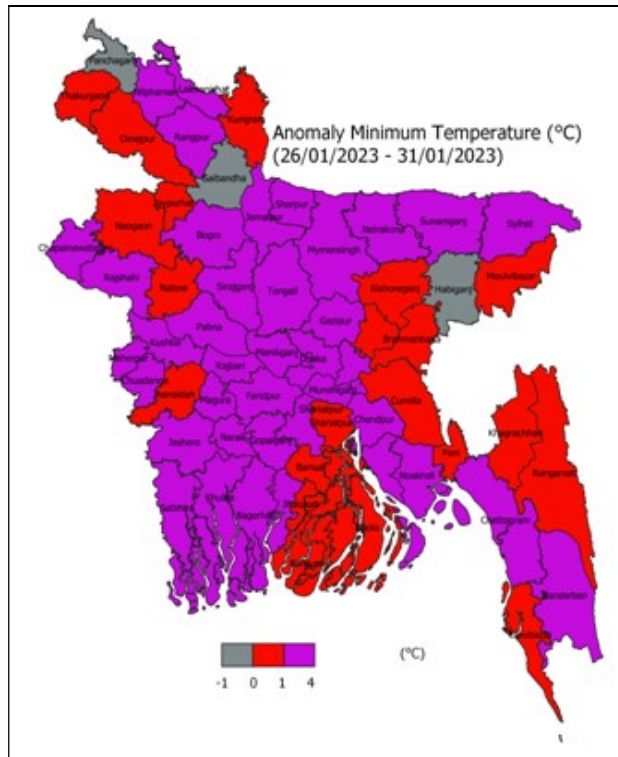 Panchagarh
Nilphamari
Lalmonirhat
Thakurgaon
Kurigram
Dinajpur
Rangpur
Anomaly Minimum Temperature (°C)
(26/01/2023 - 31/01/2023)
Gaibandha
Joypurhat
Naogaon
Sherpur
Jamalpur
Netrokona
Sunamganj
Sylhet
Bogra
Mymensingh
Chapainawabganj
Rajshahi
Natore
Sirajganj
Tangail
Kishoreganj
Habiganj
Moulvibazar
Gazipur
Pabna
Brahmanbaria
Kushtia
Meherpur
Manikganj
Dhaka
Rajbari
Chuadanga
Jhenaidah
Magura
Faridpur
Munshiganj
Cumilla
Shariatpur
Shariatpur
Chandpur
Khagrachhari
Jashore
Narail
Gopalganj
Feni
Rangamati
Barisal
Noakhali
Satkhira
Khulna
Bagerhat
Jhalokati
Bhola
Chattogram
Bandarban
(°C)
-1 0 1 4